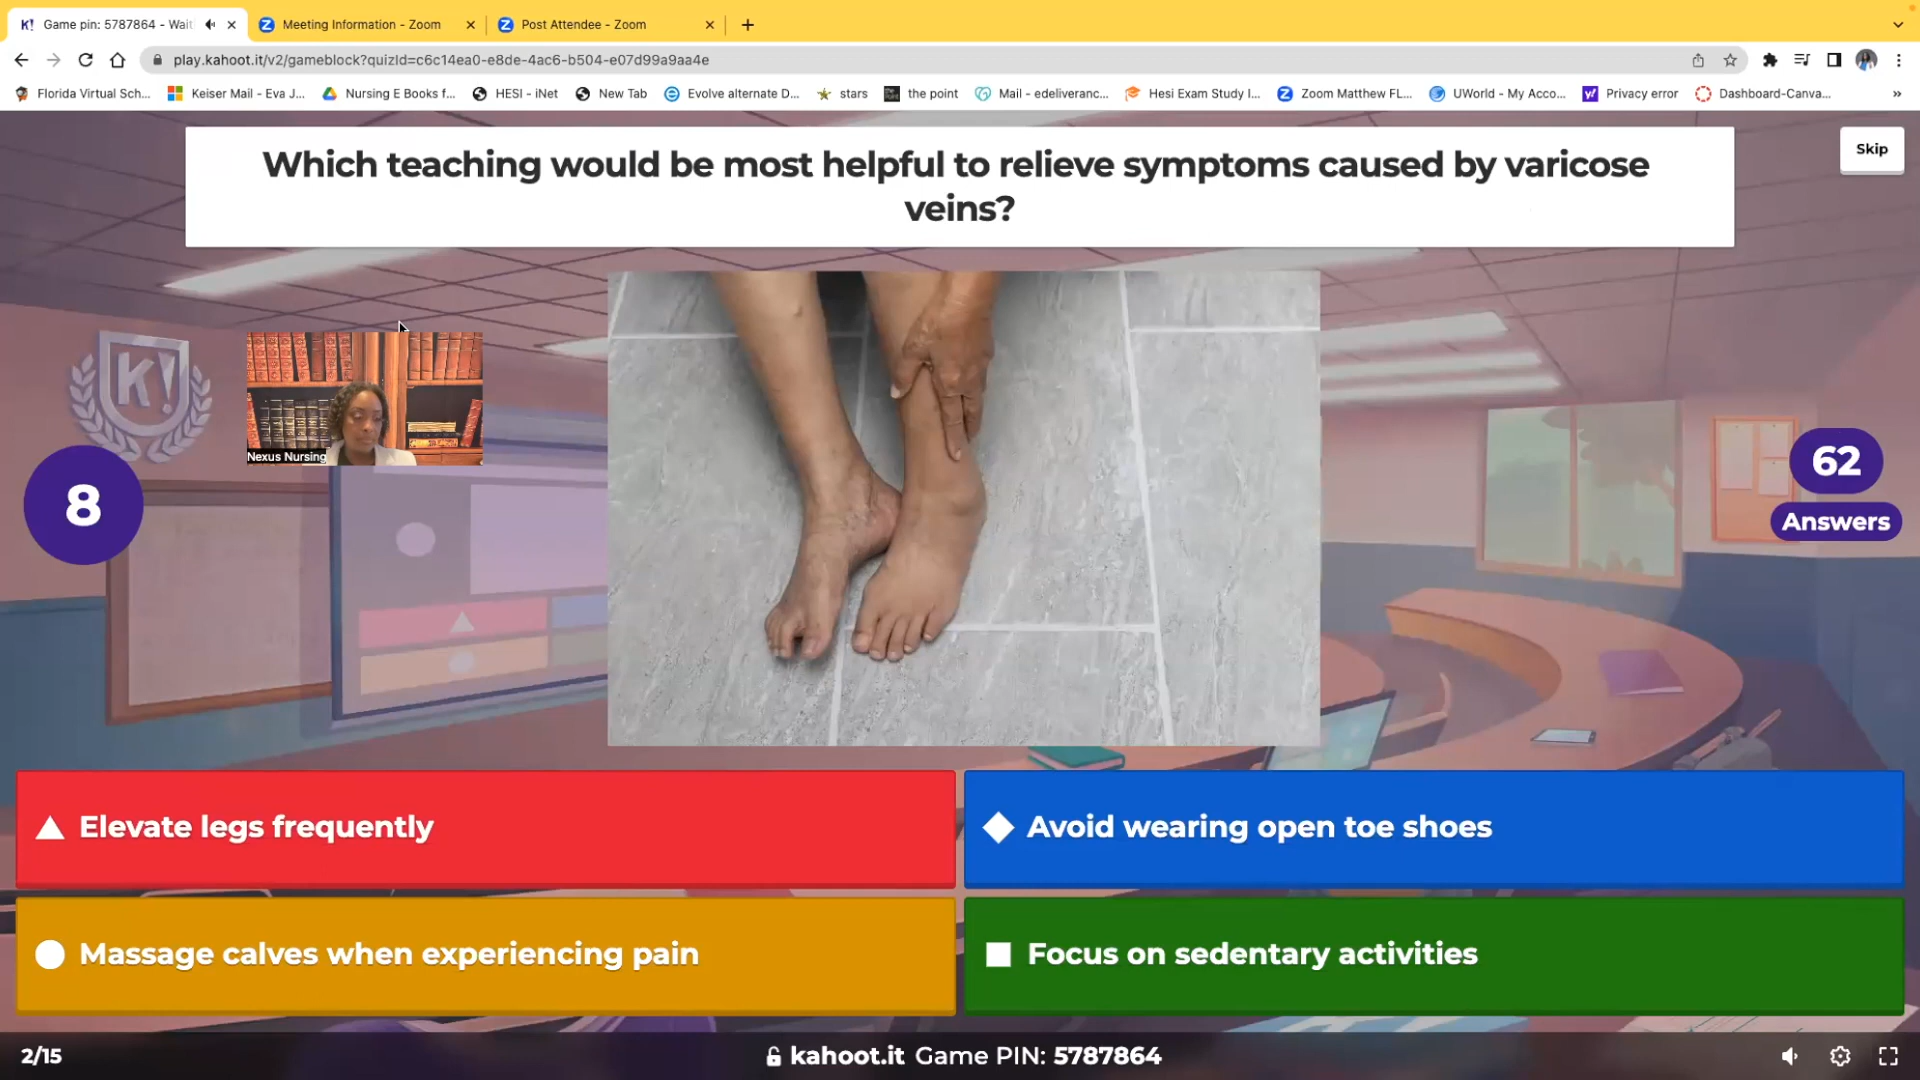 Game pin: 5787864 - Wait
Meeting Information - Zoom
Post Attendee - Zoom
play.kahoot.it/v2/gameblock?quizId=c6c14ea0-e8de-4ac6-b504-e07d99a9aa4e
Florida Virtual Sch...
Keiser Mail - Eva J...
Nursing E Books f...
HESI - iNet
New Tab
Evolve alternate D...
stars
the point
Mail - edeliveranc...
Hesi Exam Study I...
Zoom Matthew FL...
UWorld - My Acco...
Privacy error
Dashboard-Canva...
Which teaching would be most helpful to relieve symptoms caused by varicose
veins?
Skip
K!
Nexus Nursing
8
62
Answers
Elevate legs frequently
Avoid wearing open toe shoes
Massage calves when experiencing pain
Focus on sedentary activities
2/15
kahoot.it Game PIN: 5787864